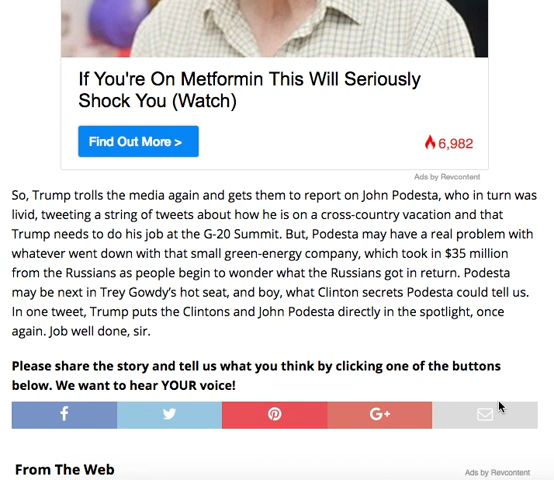 If You're On Metformin This Will Seriously
Shock You (Watch)
Find Out More >
6,982
Ads by Revcontent
So, Trump trolls the media again and gets them to report on John Podesta, who in turn was
livid, tweeting a string of tweets about how he is on a cross-country vacation and that
Trump needs to do his job at the G-20 Summit. But, Podesta may have a real problem with
whatever went down with that small green-energy company, which took in $35 million
from the Russians as people begin to wonder what the Russians got in return. Podesta
may be next in Trey Gowdy’s hot seat, and boy, what Clinton secrets Podesta could tell us.
In one tweet, Trump puts the Clintons and John Podesta directly in the spotlight, once
again. Job well done, sir.
Please share the story and tell us what you think by clicking one of the buttons
below. We want to hear YOUR voice!
G+
From The Web
Ads by Revcontent